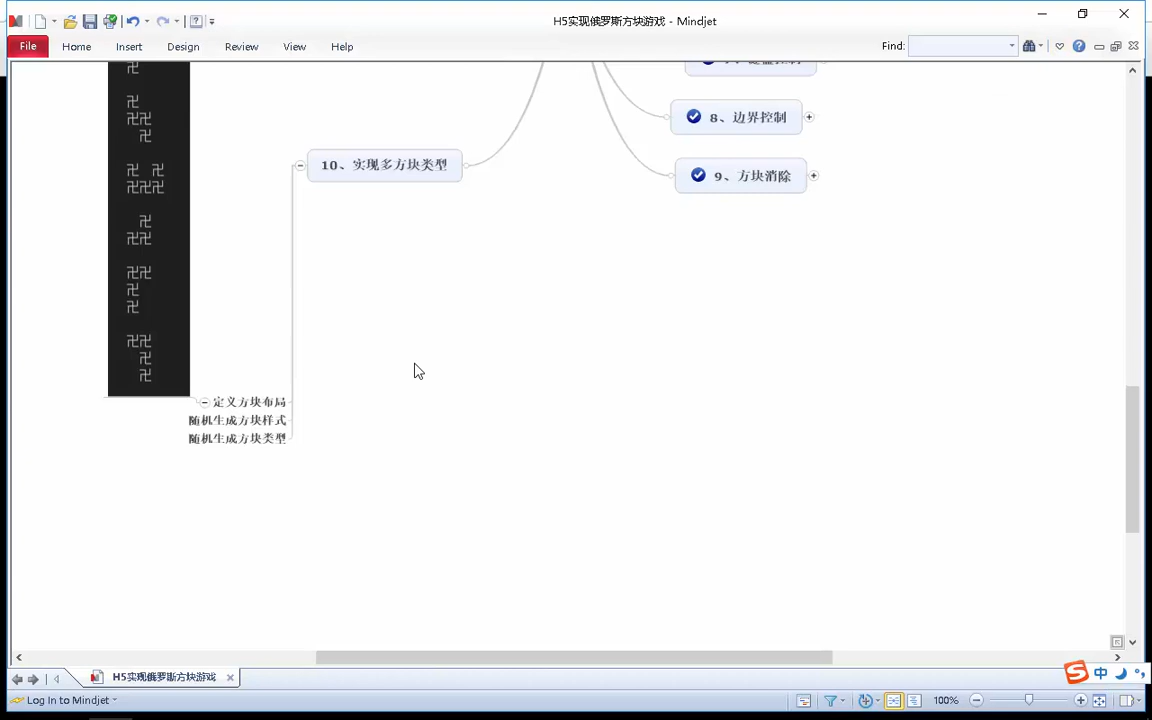 H5实现俄罗斯方块游戏 - Mindjet
File Home Insert Design Review View Help Find:
卍
卍
卍卍
卍
卍 卍
卍卍卍
卍
卍卍
卍卍
卍
卍
卍卍
卍
卍
8、边界控制
10、实现多方块类型
9、方块消除
定义方块布局
随机生成方块样式
随机生成方块类型
H5实现俄罗斯方块游戏
中
Log In to Mindjet
100%